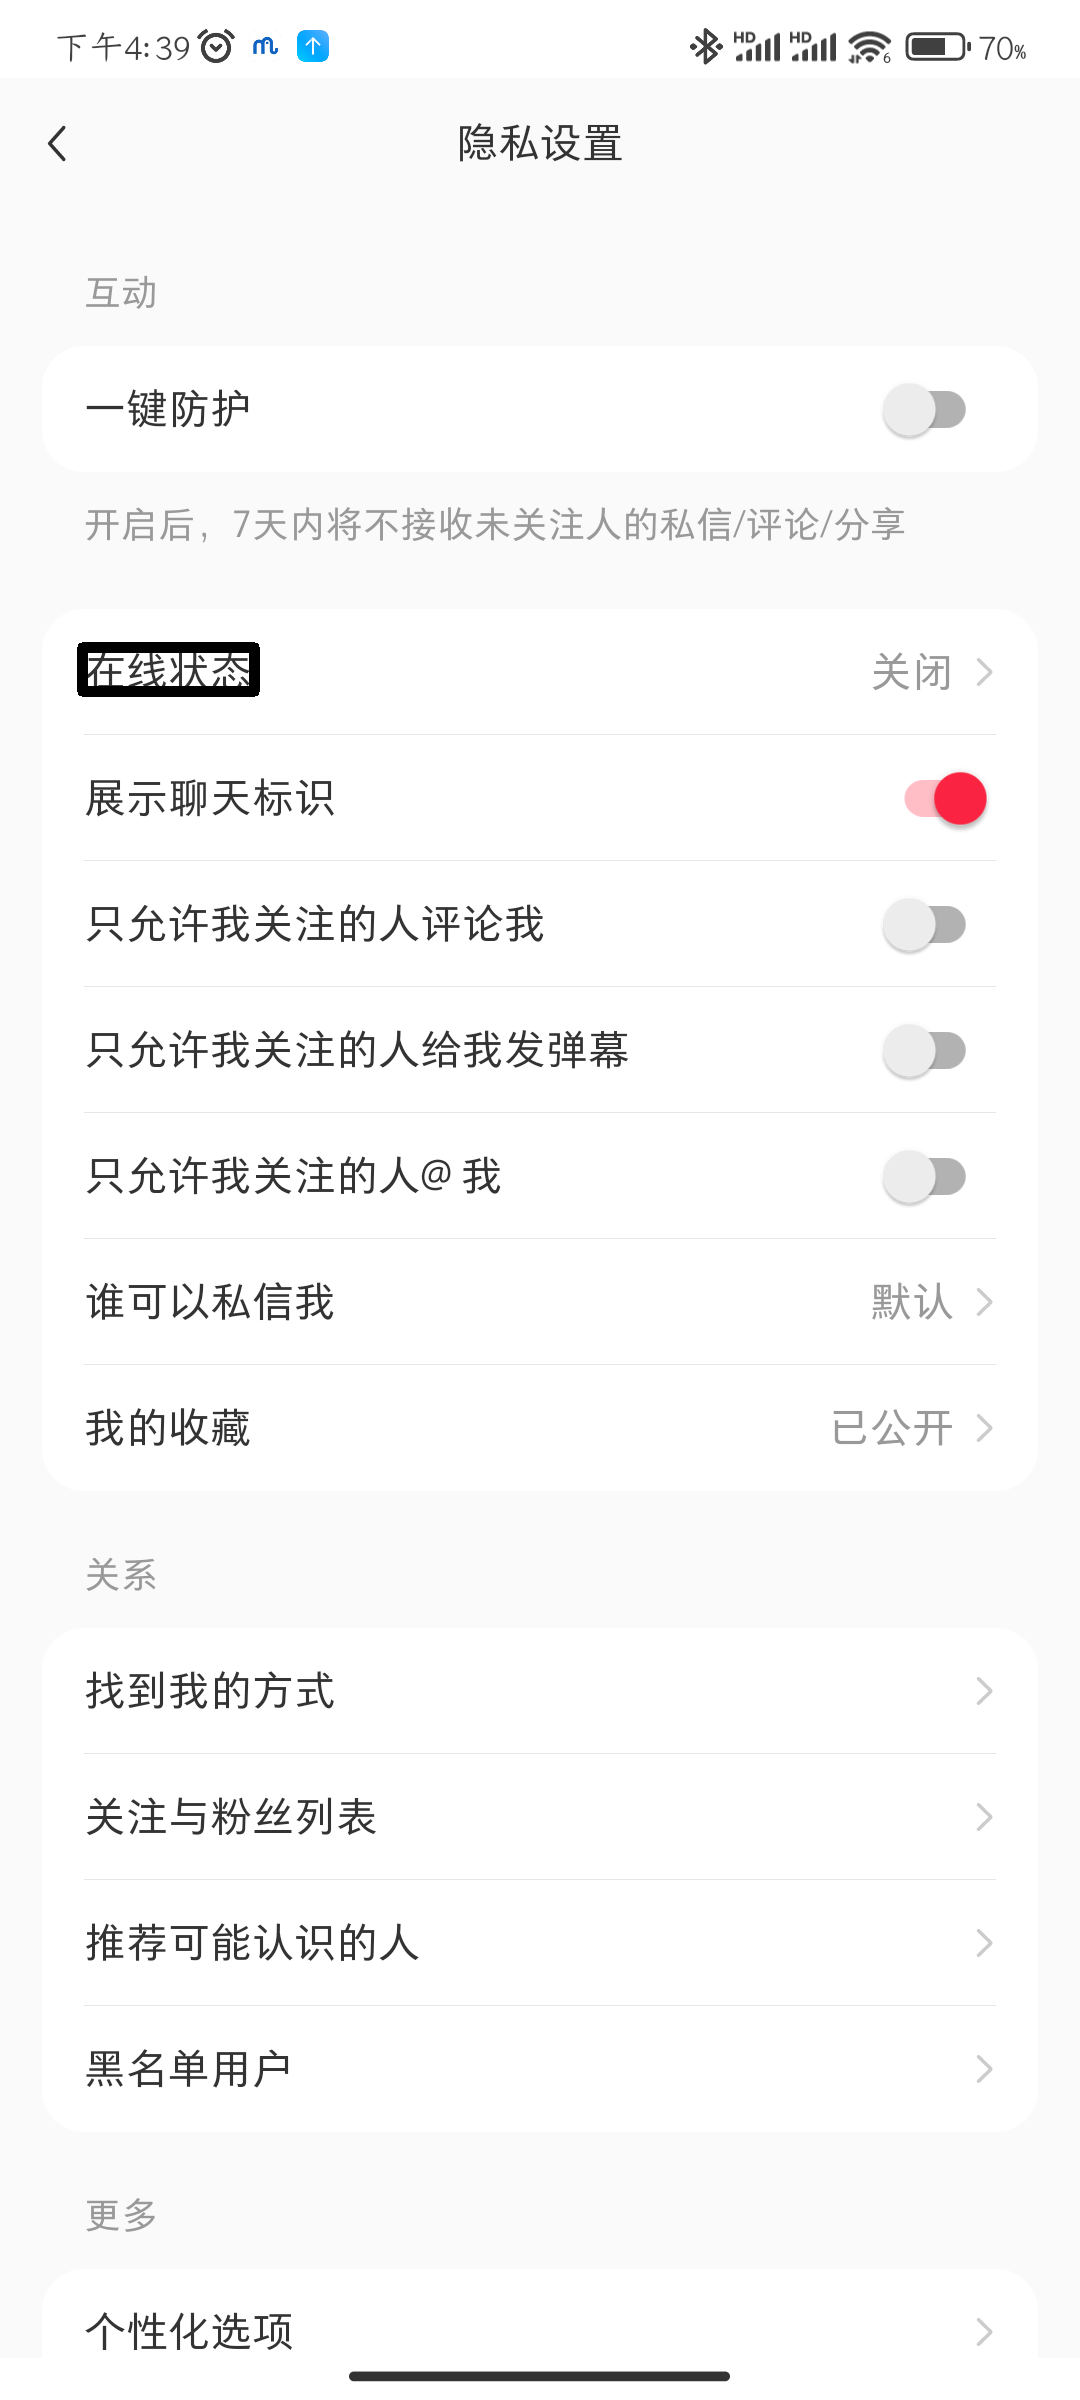 下午4:39
HD HD 6 70%
隐私设置
互动
一键防护
开启后，7天内将不接收未关注人的私信/评论/分享
在线状态 关闭
展示聊天标识
只允许我关注的人评论我
只允许我关注的人给我发弹幕
只允许我关注的人@ 我
谁可以私信我 默认
我的收藏 已公开
关系
找到我的方式
关注与粉丝列表
推荐可能认识的人
黑名单用户
更多
个性化选项